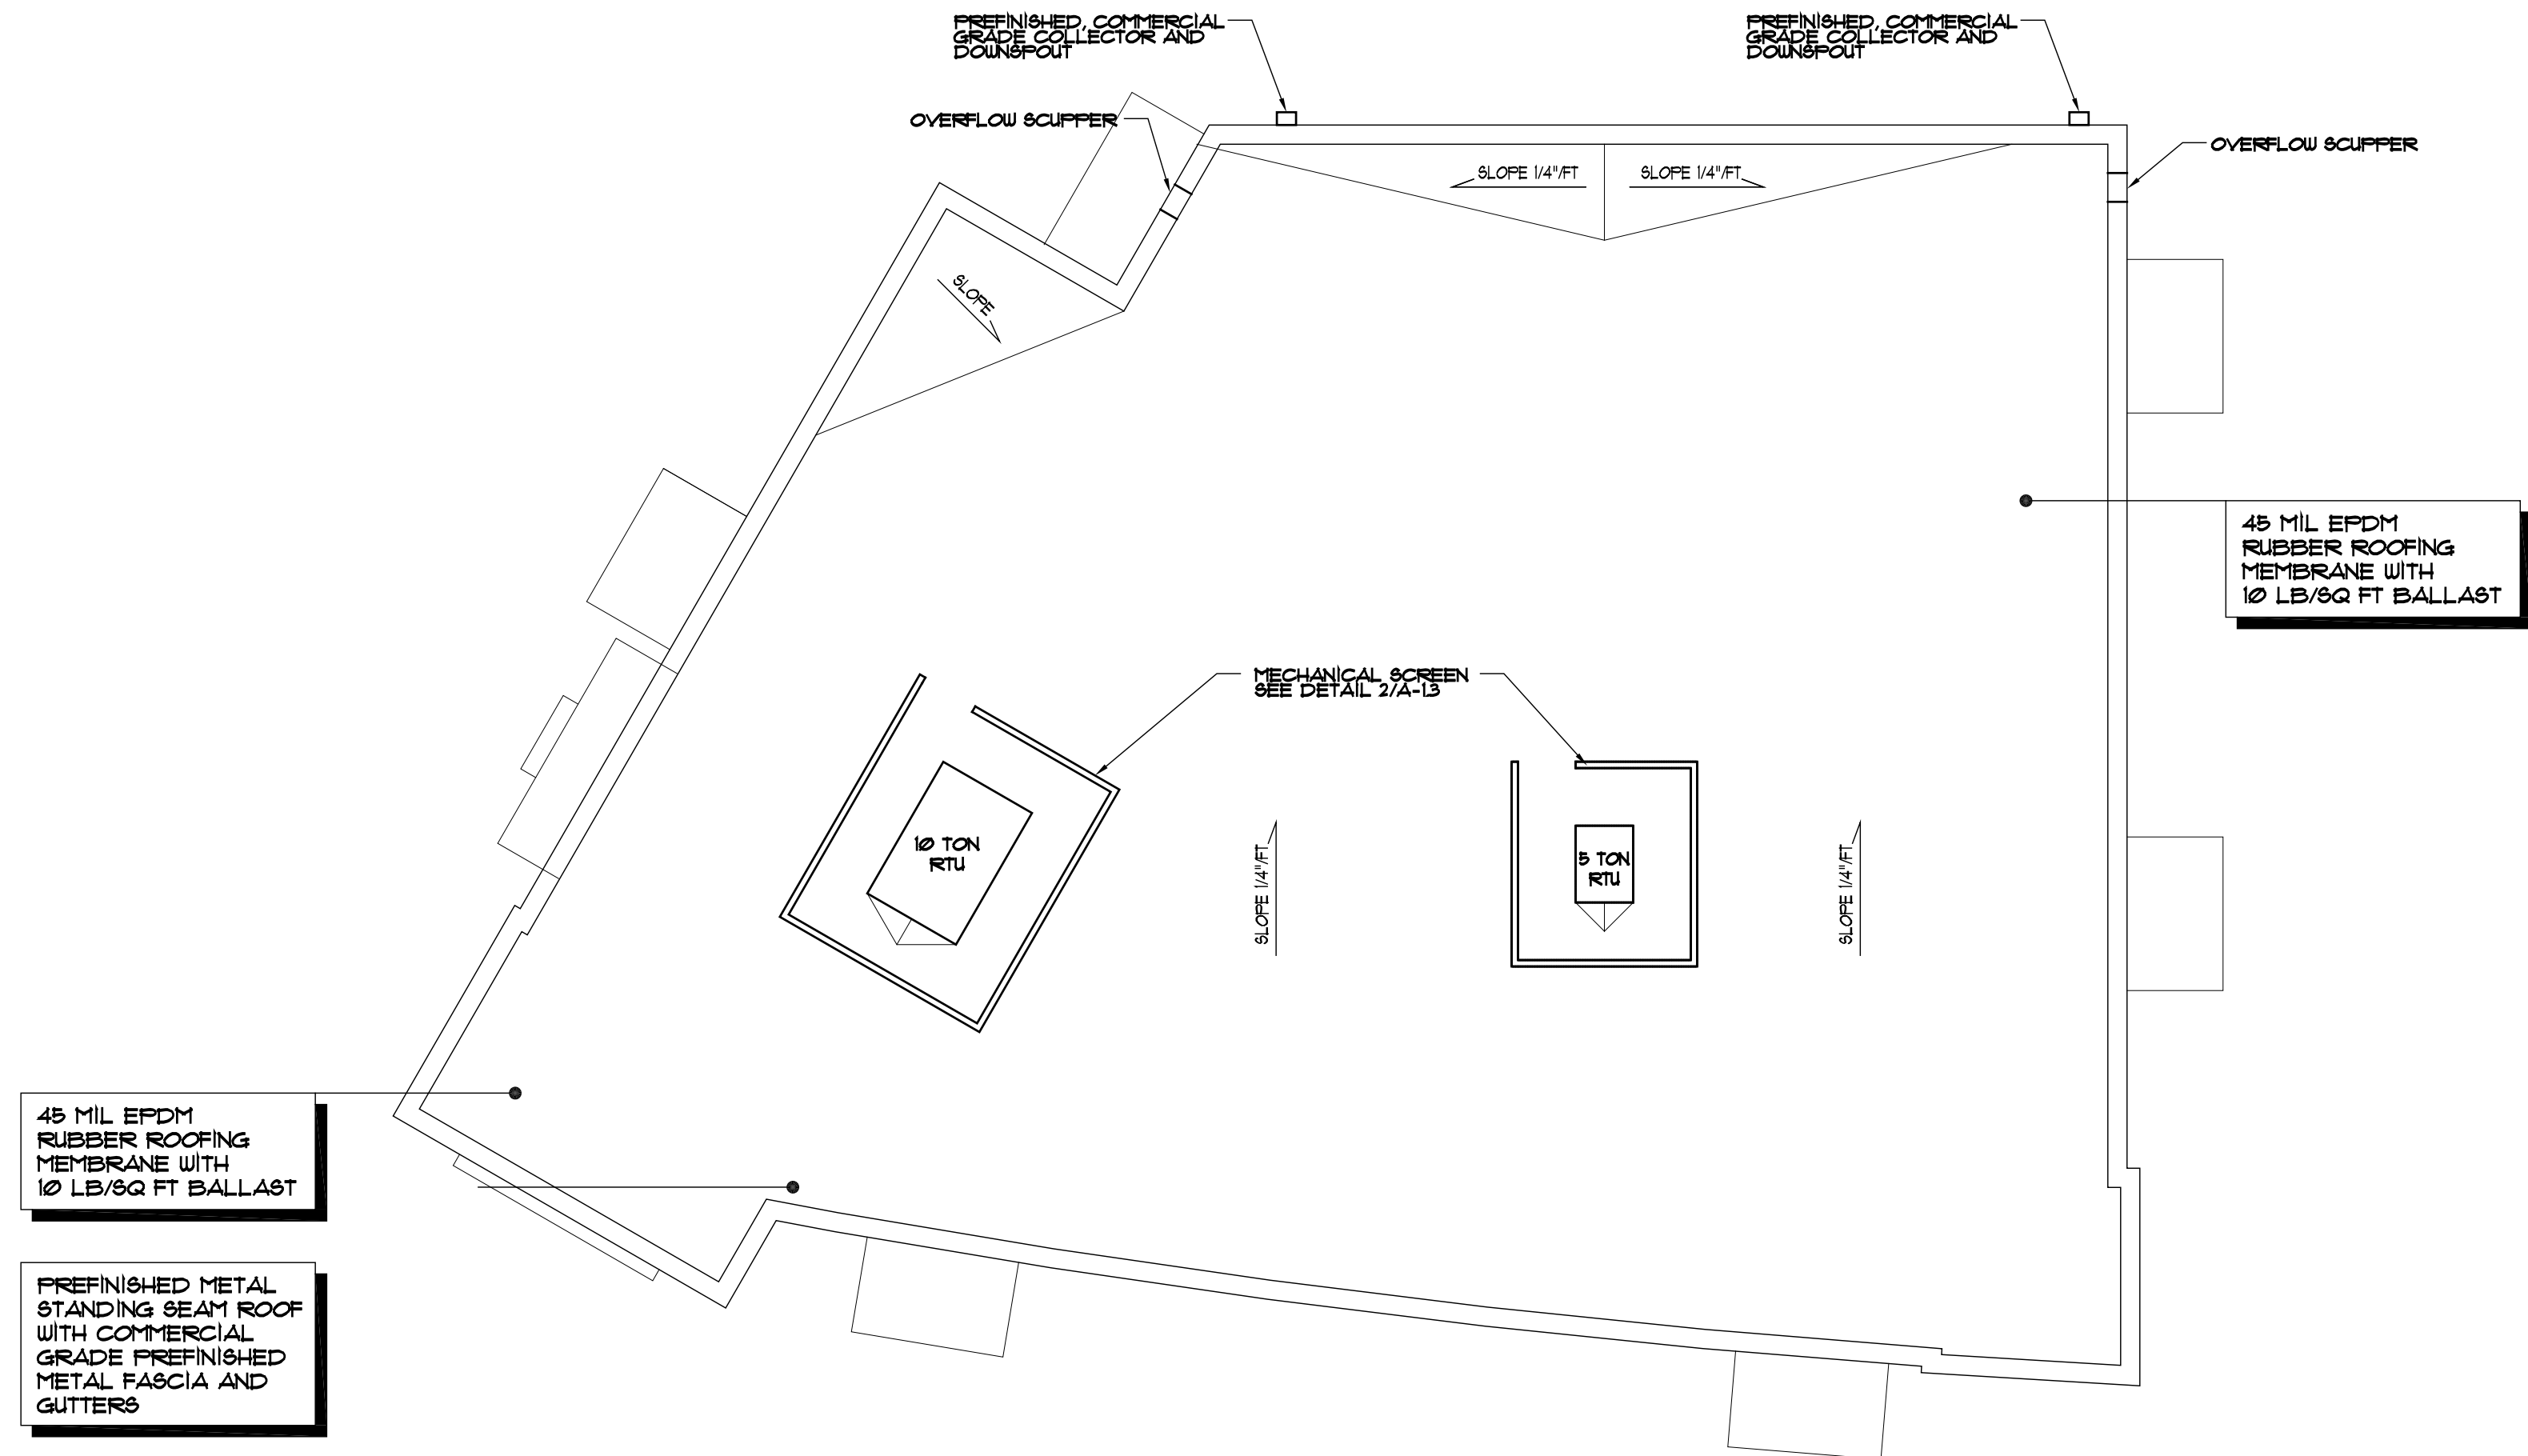 PREFINISHED, COMMERCIAL
GRADE COLLECTOR AND
DOWNSPOUT
PREFINISHED, COMMERCIAL
GRADE COLLECTOR AND
DOWNSPOUT
OVERFLOW SCUPPER
OVERFLOW SCUPPER
SLOPE 1/4"/FT
SLOPE 1/4"/FT
SLOPE
45 MIL EPDM
RUBBER ROOFING
MEMBRANE WITH
10 LB/SQ FT BALLAST
MECHANICAL SCREEN
SEE DETAIL 2/A-1.3
10 TON
RTU
5 TON
RTU
SLOPE 1/4"/FT
SLOPE 1/4"/FT
45 MIL EPDM
RUBBER ROOFING
MEMBRANE WITH
10 LB/SQ FT BALLAST
PREFINISHED METAL
STANDING SEAM ROOF
WITH COMMERCIAL
GRADE PREFINISHED
METAL FASCIA AND
GUTTERS